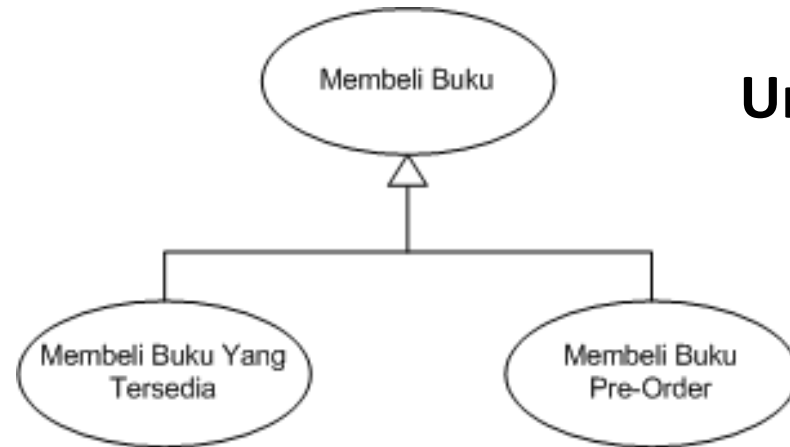 Membeli Buku
Membeli Buku Yang
Tersedia
Membeli Buku
Pre-Order